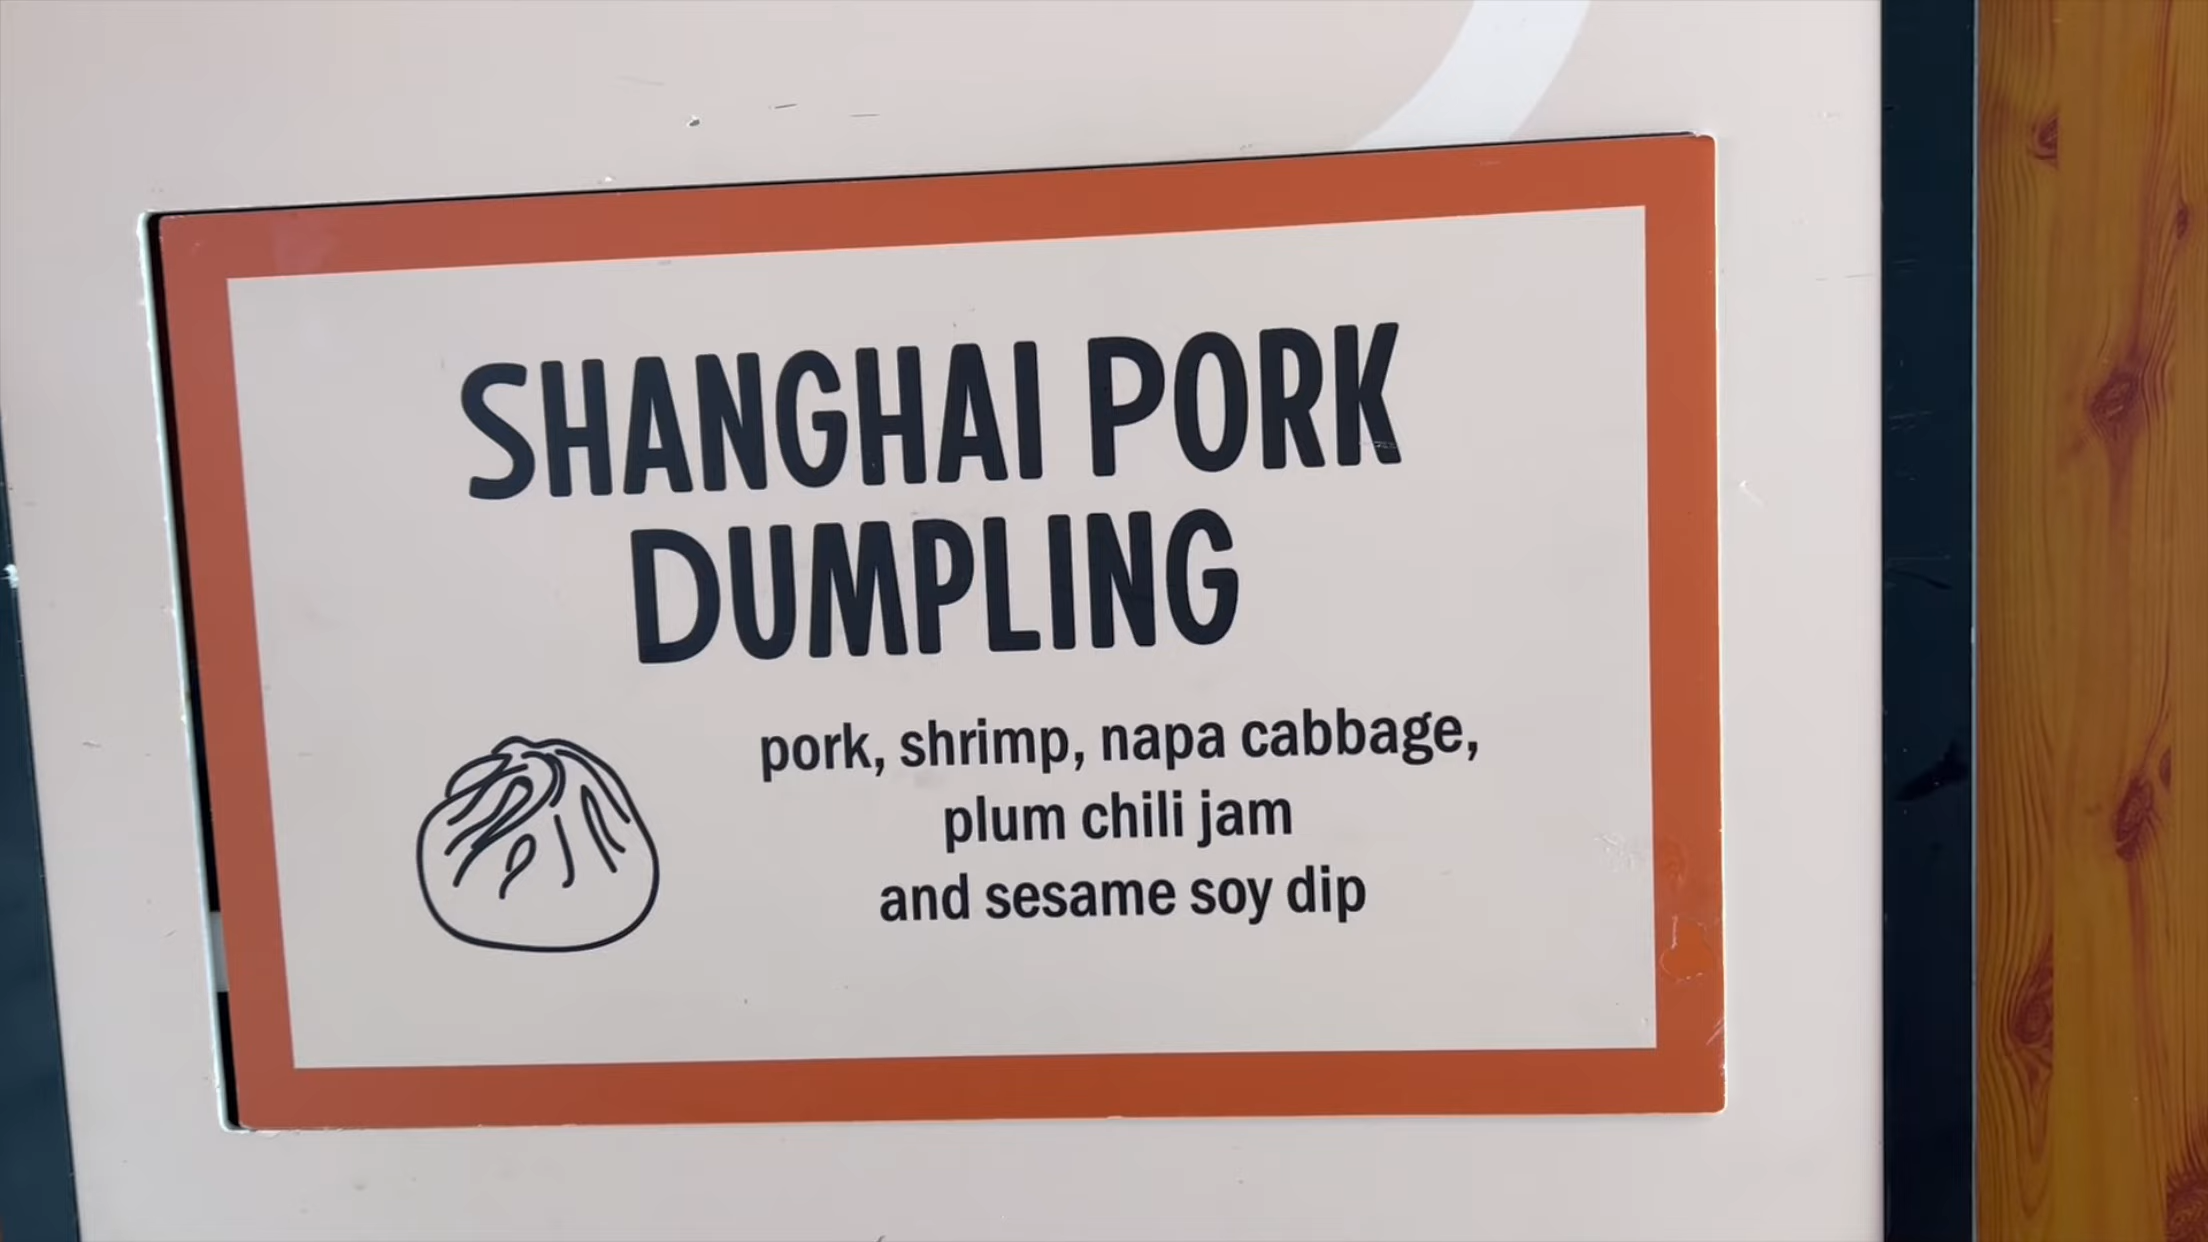 SHANGHAI PORK
DUMPLING
pork, shrimp, napa cabbage,
plum chili jam
and sesame soy dip